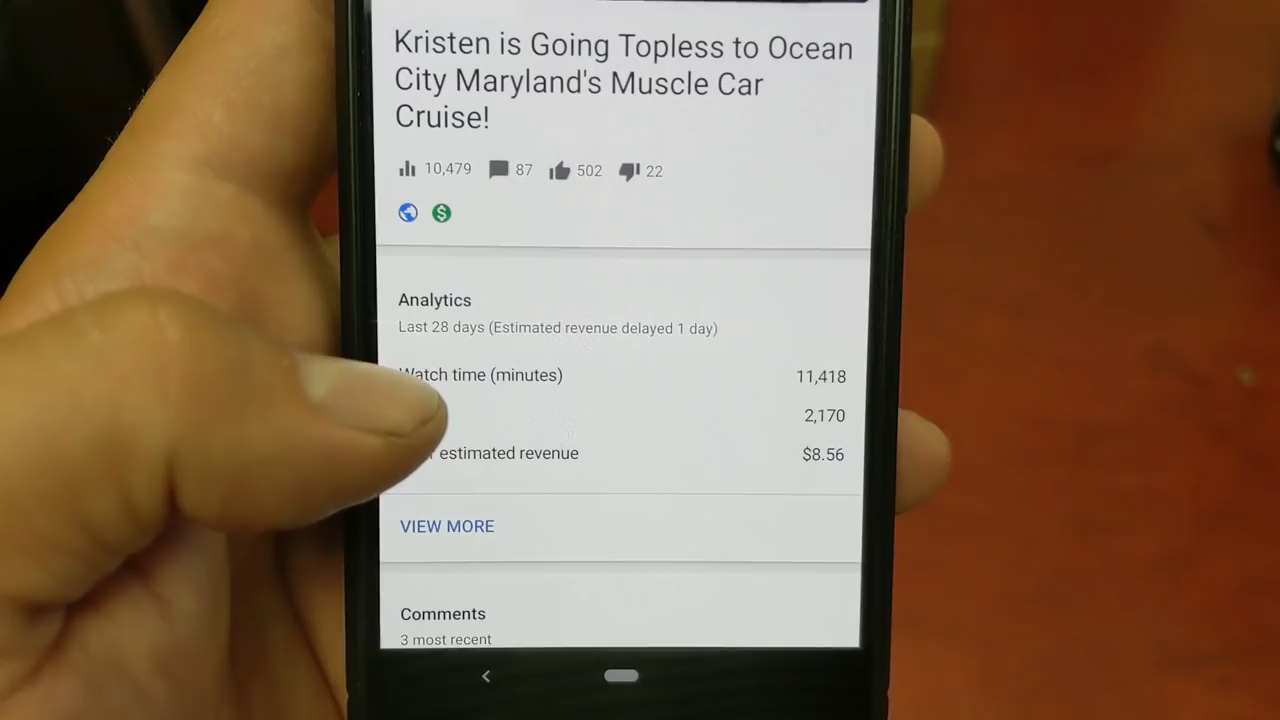 Kristen is Going Topless to Ocean
City Maryland's Muscle Car
Cruise!
10,479 87 502 22
Analytics
Last 28 days (Estimated revenue delayed 1 day)
Watch time (minutes) 11,418
2,170
estimated revenue $8.56
VIEW MORE
Comments
3 most recent